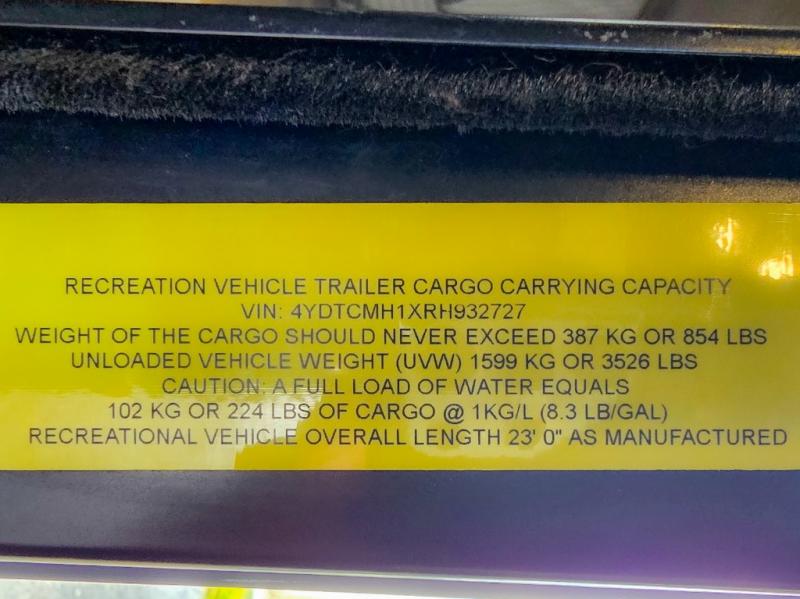 RECREATION VEHICLE TRAILER CARGO CARRYING CAPACITY
VIN: 4YDTCMH1XRH932727
WEIGHT OF THE CARGO SHOULD NEVER EXCEED 387 KG OR 854 LBS
UNLOADED VEHICLE WEIGHT (UVW) 1599 KG OR 3526 LBS
CAUTION: A FULL LOAD OF WATER EQUALS
102 KG OR 224 LBS OF CARGO @ 1KG/L (8.3 LB/GAL)
RECREATIONAL VEHICLE OVERALL LENGTH 23' 0" AS MANUFACTURED